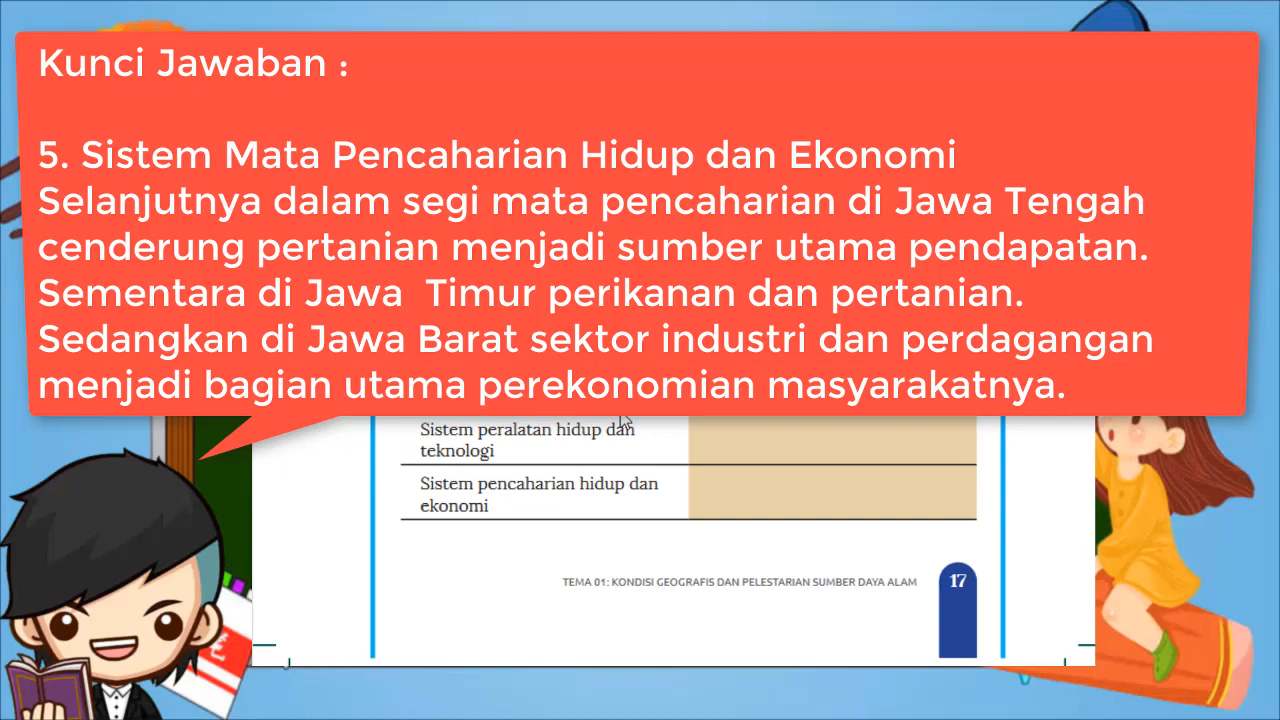 Kunci Jawaban :
5. Sistem Mata Pencaharian Hidup dan Ekonomi
Selanjutnya dalam segi mata pencaharian di Jawa Tengah
cenderung pertanian menjadi sumber utama pendapatan.
Sementara di Jawa  Timur perikanan dan pertanian.
Sedangkan di Jawa Barat sektor industri dan perdagangan
menjadi bagian utama perekonomian masyarakatnya.
Sistem peralatan hidup dan
teknologi
Sistem pencaharian hidup dan
ekonomi
TEMA 01: KONDISI GEOGRAFIS DAN PELESTARIAN SUMBER DAYA ALAM
17